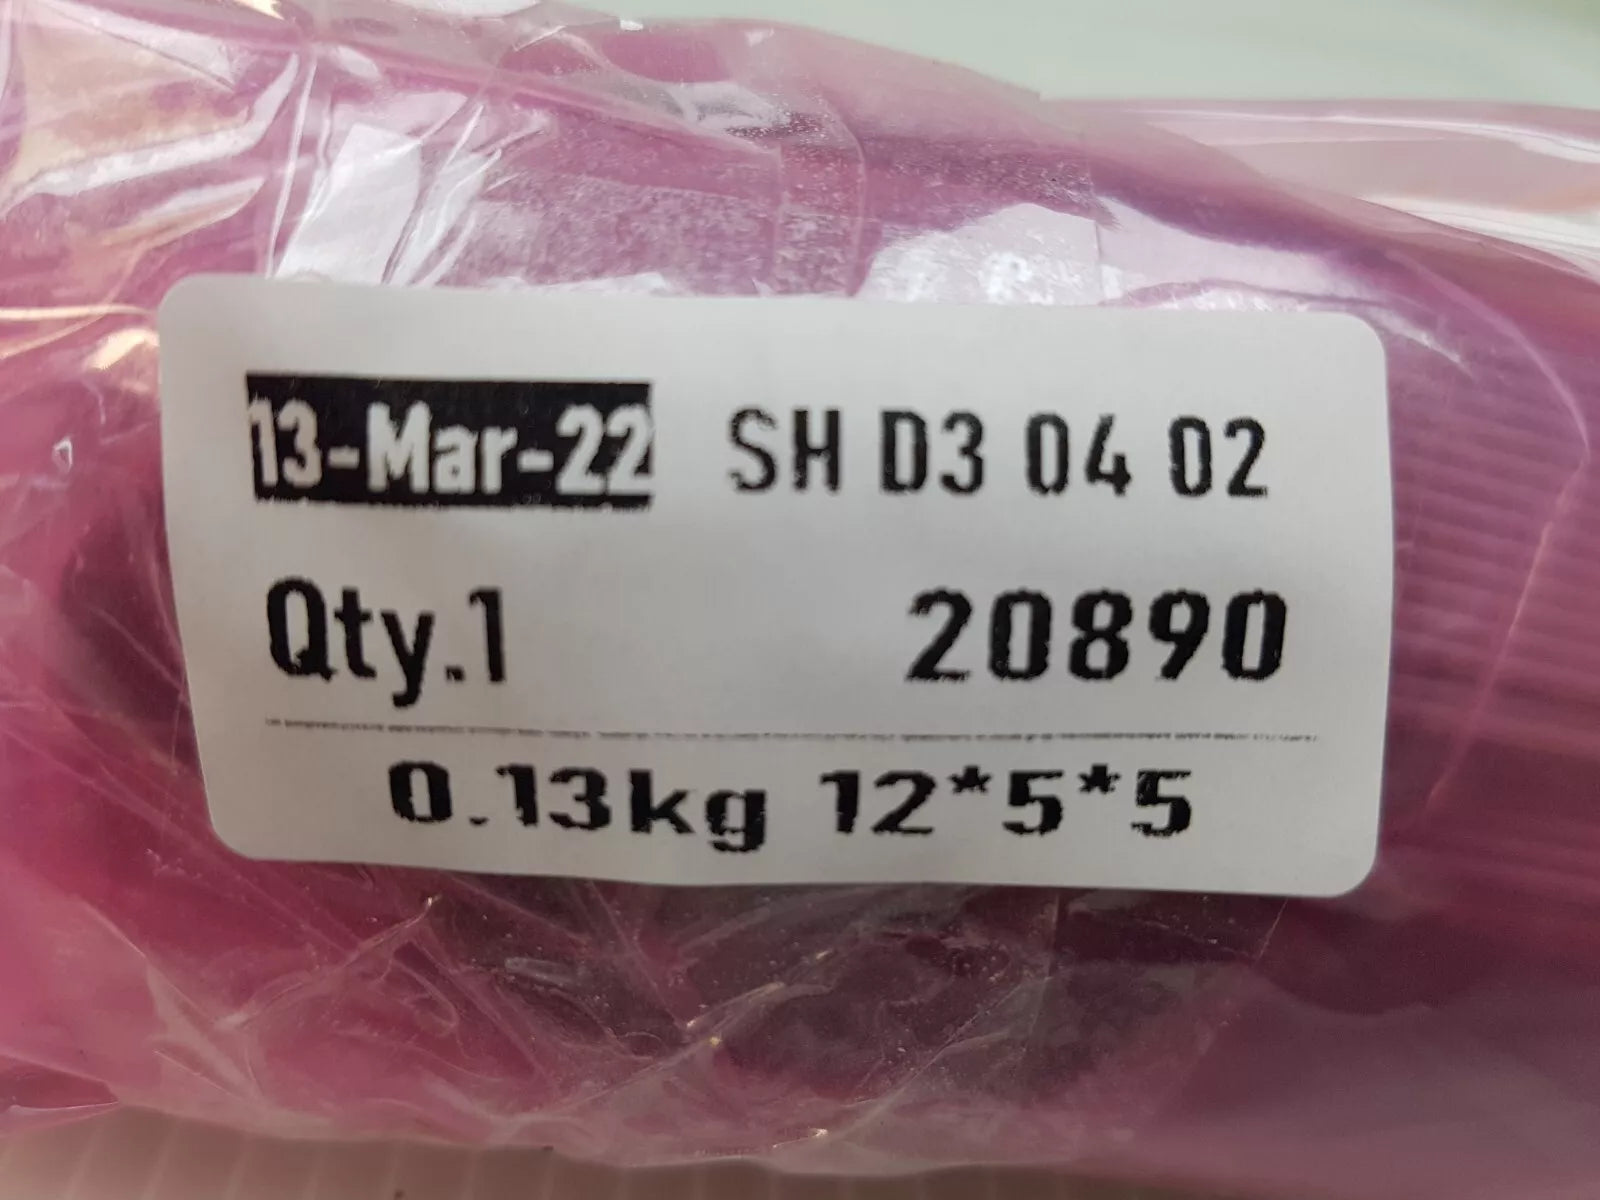 13-Mar-22 SH D3 04 02
Qty.1 20890
0.13kg 12*5*5